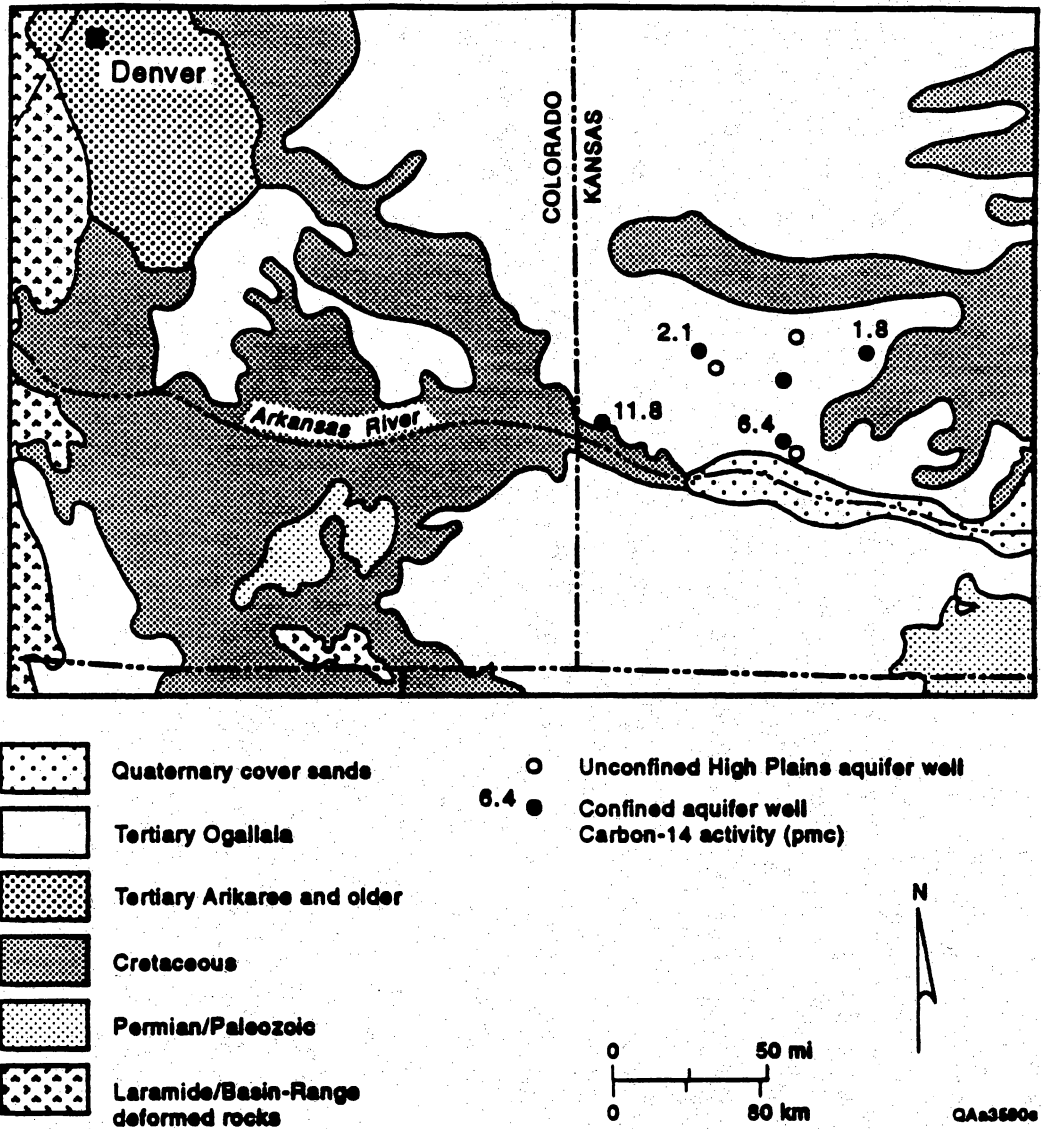 Denver
COLORADO
KANSAS
2.1
1.8
11.8
6.4
Arkansas River
Quaternary cover sands
Tertiary Ogallala
Tertiary Arikaree and older
Cretaceous
Permian/Paleozoic
Laramide/Basin-Range
deformed rocks
Unconfined High Plains aquifer well
6.4
Confined aquifer well
Carbon-14 activity (pmc)
N
0 50 mi
0 80 km
QAa3580c